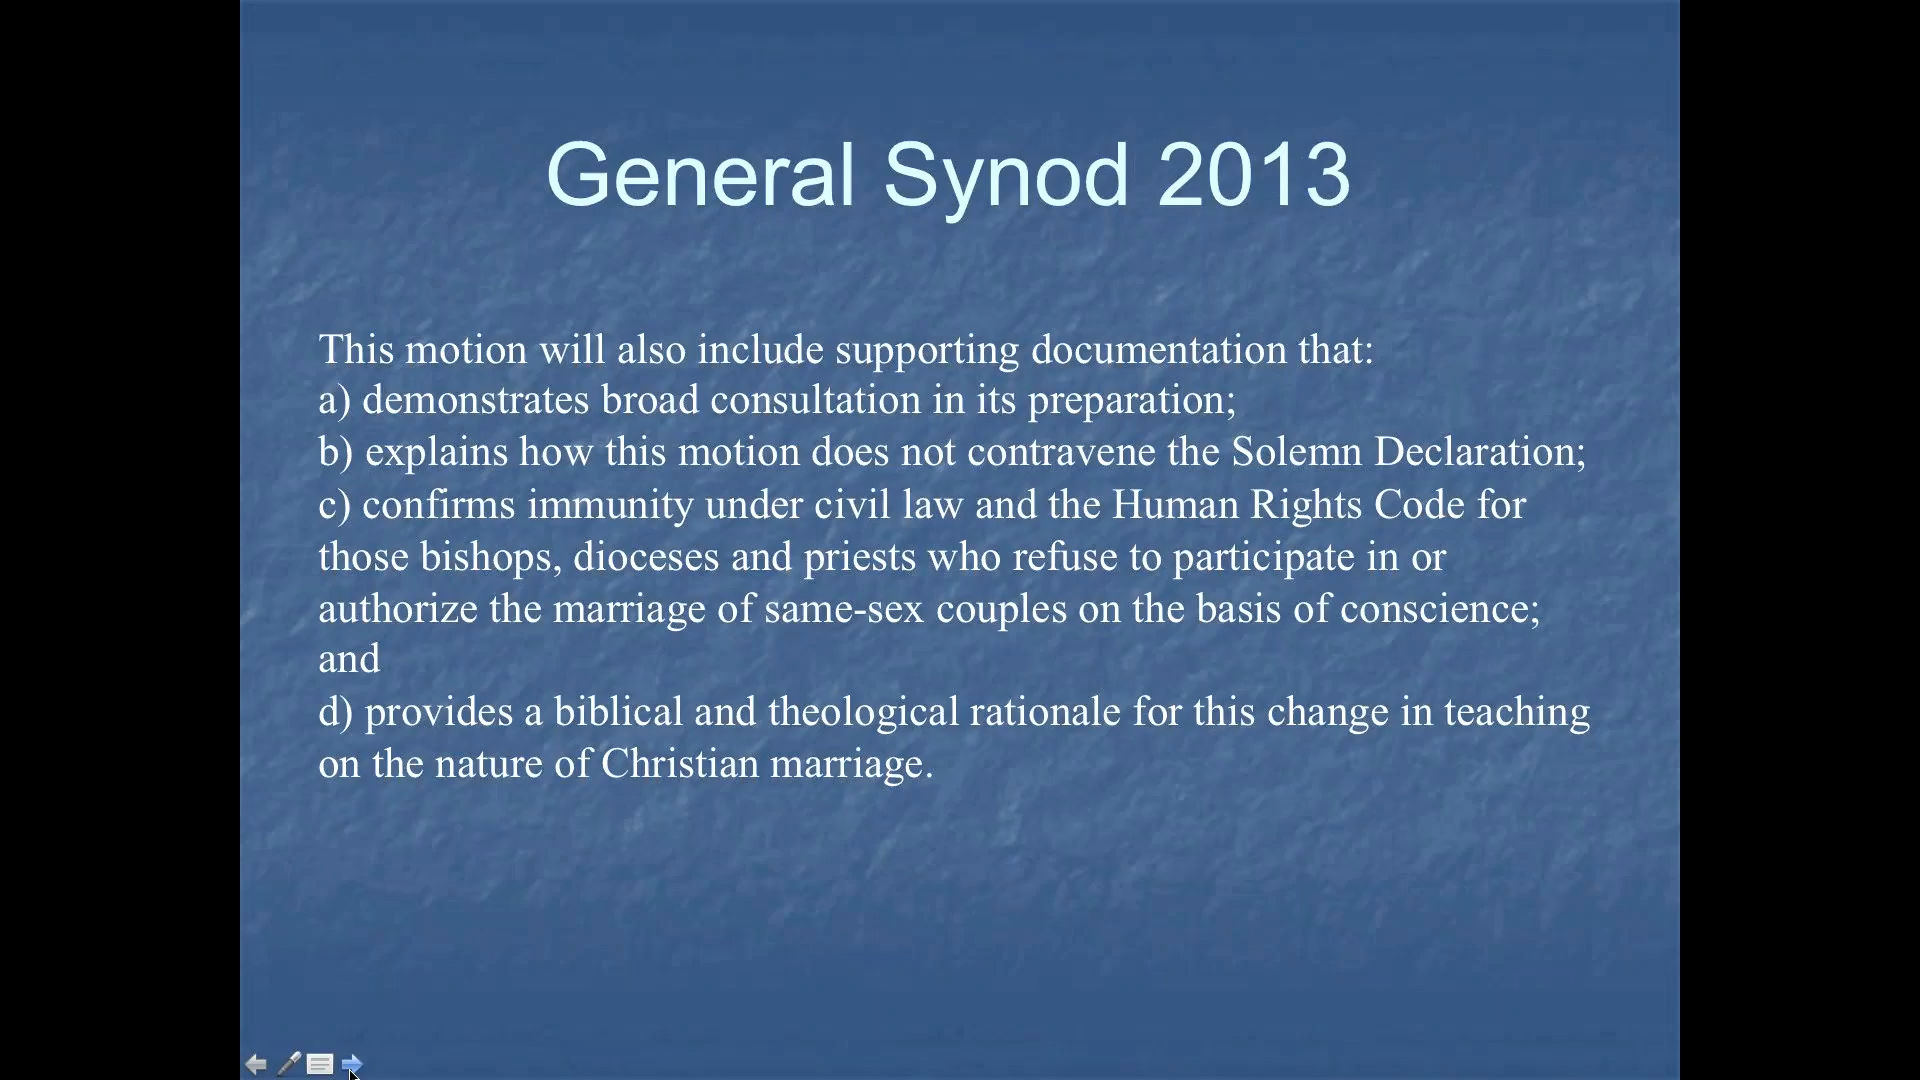 General Synod 2013
This motion will also include supporting documentation that:
a) demonstrates broad consultation in its preparation;
b) explains how this motion does not contravene the Solemn Declaration;
c) confirms immunity under civil law and the Human Rights Code for
those bishops, dioceses and priests who refuse to participate in or
authorize the marriage of same-sex couples on the basis of conscience;
and
d) provides a biblical and theological rationale for this change in teaching
on the nature of Christian marriage.